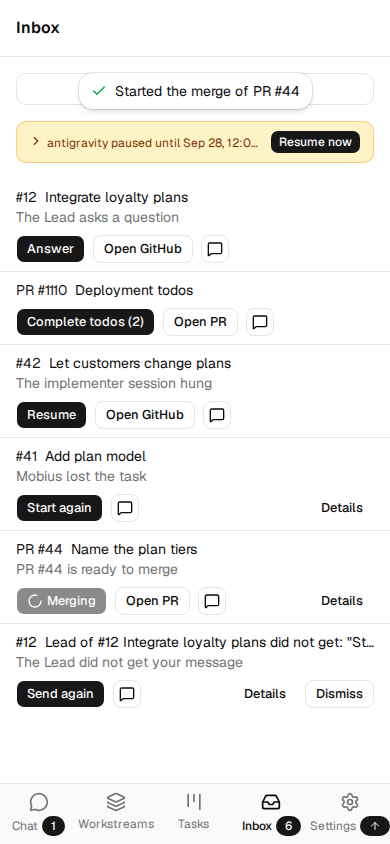 Inbox
Started the merge of PR #44
antigravity paused until Sep 28, 12:0...
Resume now
#12 Integrate loyalty plans
The Lead asks a question
Answer
Open GitHub
PR #1110 Deployment todos
Complete todos (2)
Open PR
#42 Let customers change plans
The implementer session hung
Resume
Open GitHub
#41 Add plan model
Mobius lost the task
Start again
Details
PR #44 Name the plan tiers
PR #44 is ready to merge
Merging
Open PR
Details
#12 Lead of #12 Integrate loyalty plans did not get: "St...
The Lead did not get your message
Send again
Details
Dismiss
Chat 1
Workstreams
Tasks
Inbox 6
Settings